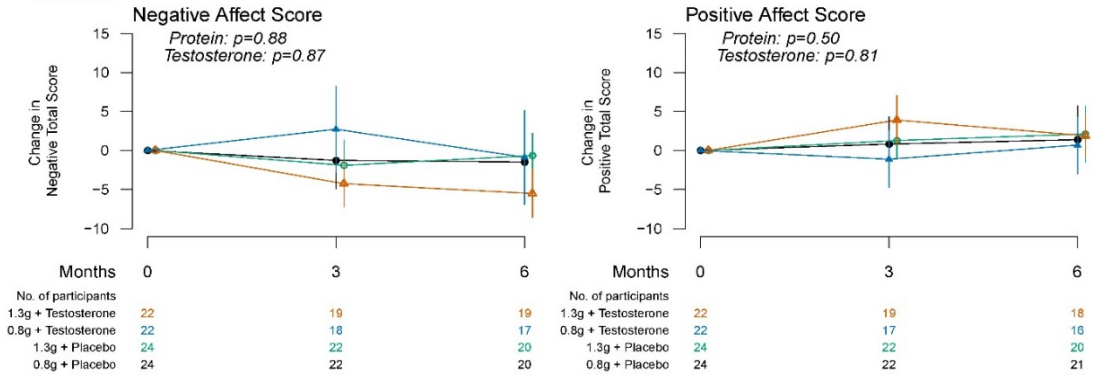 Negative Affect Score
Protein: p=0.88
Testosterone: p=0.87
Change in
Negative Total Score
15
10
5
0
−5
−10
Months 0 3 6
No. of participants
1.3g + Testosterone 22 19 19
0.8g + Testosterone 22 18 17
1.3g + Placebo 24 22 20
0.8g + Placebo 24 22 20
Positive Affect Score
Protein: p=0.50
Testosterone: p=0.81
Change in
Positive Total Score
15
10
5
0
−5
−10
Months 0 3 6
No. of participants
1.3g + Testosterone 22 19 18
0.8g + Testosterone 22 17 16
1.3g + Placebo 24 22 20
0.8g + Placebo 24 22 21